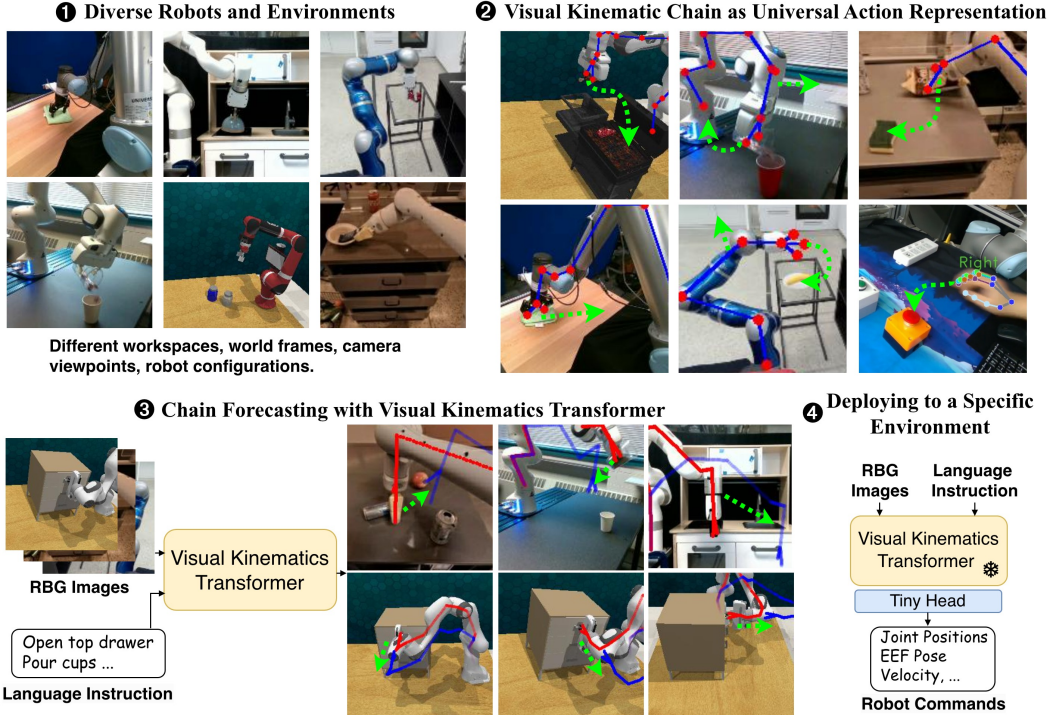 ❶ Diverse Robots and Environments
❷ Visual Kinematic Chain as Universal Action Representation
Right
Different workspaces, world frames, camera
viewpoints, robot configurations.
❸ Chain Forecasting with Visual Kinematics Transformer
RBG Images
Open top drawer
Pour cups ...
Language Instruction
Visual Kinematics
Transformer
❹ Deploying to a Specific
Environment
RBG
Images
Language
Instruction
Visual Kinematics
Transformer
Tiny Head
Joint Positions
EEF Pose
Velocity, ...
Robot Commands